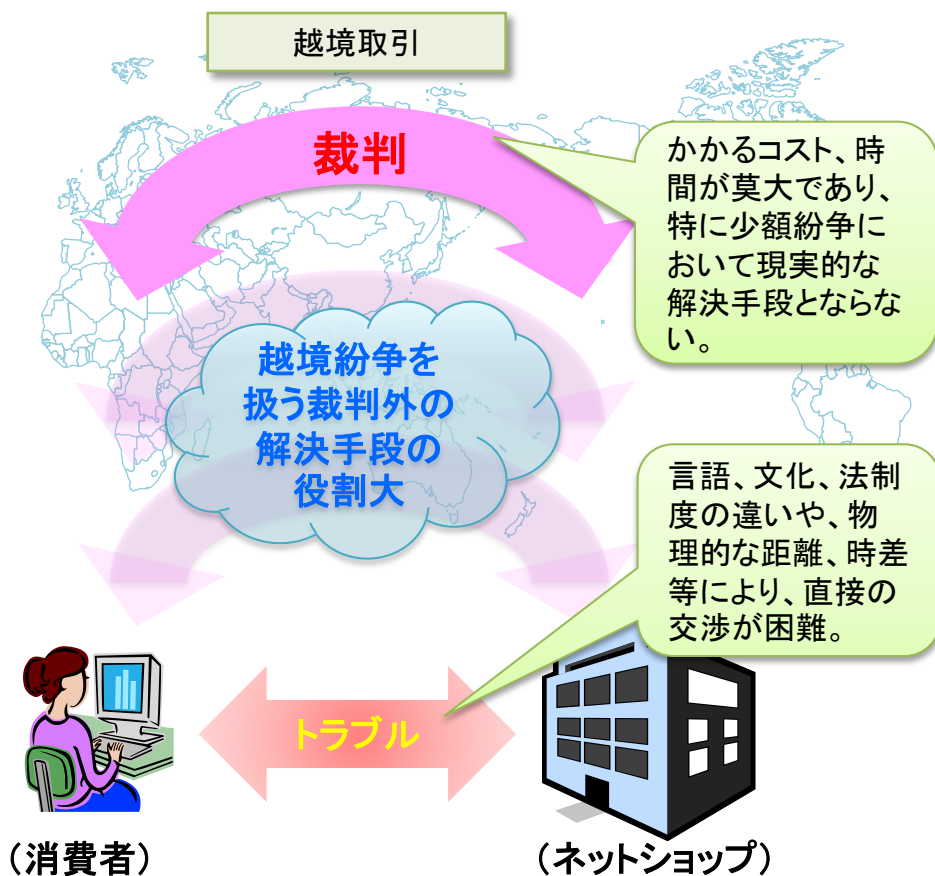 越境取引
裁判
かかるコスト、時
間が莫大であり、
特に少額紛争に
おいて現実的な
解決手段とならな
い。
越境紛争を
扱う裁判外の
解決手段の
役割大
言語、文化、法制
度の違いや、物
理的な距離、時差
等により、直接の
交渉が困難。
トラブル
（消費者）
（ネットショップ）